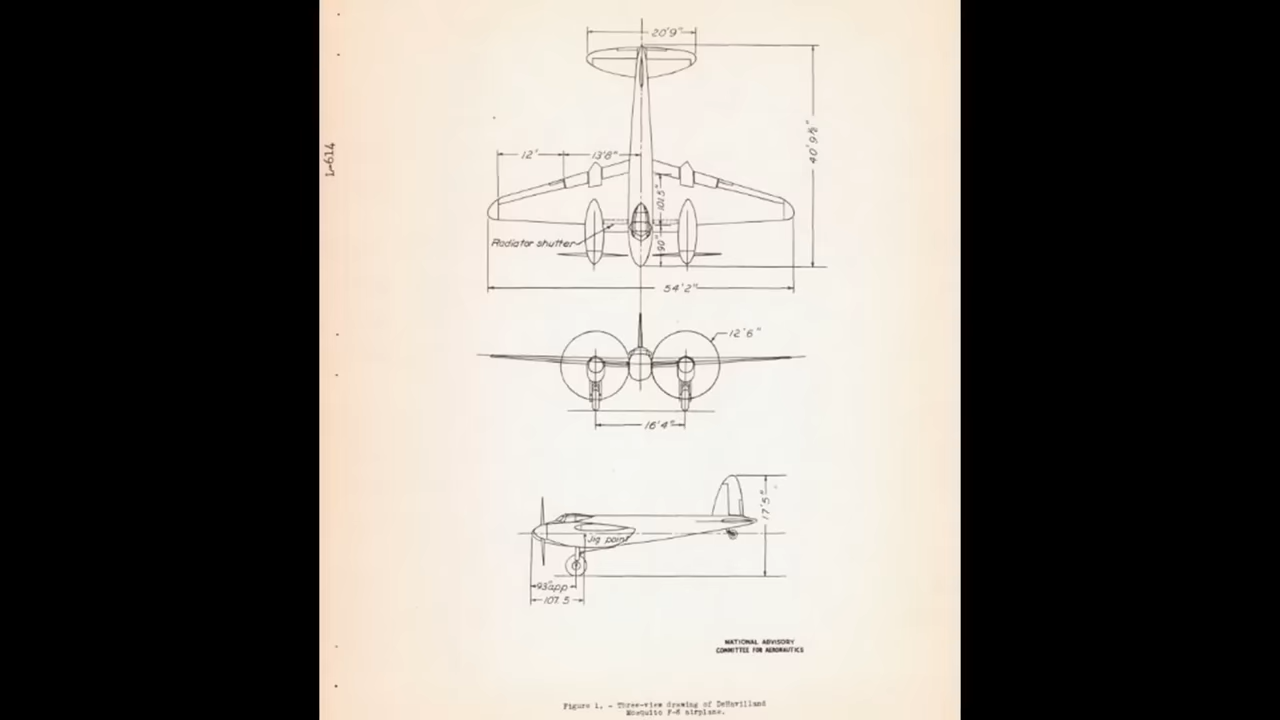 20'9"
40'9½"
L-614
12'
13'8"
101.5"
Radiator shutter
90"
54'2"
12'6"
16'4"
17'5"
Jig point
93"app
107.5
NATIONAL ADVISORY
COMMITTEE FOR AERONAUTICS
Figure 1. - Three-view drawing of DeHavilland
Mosquito F-8 airplane.